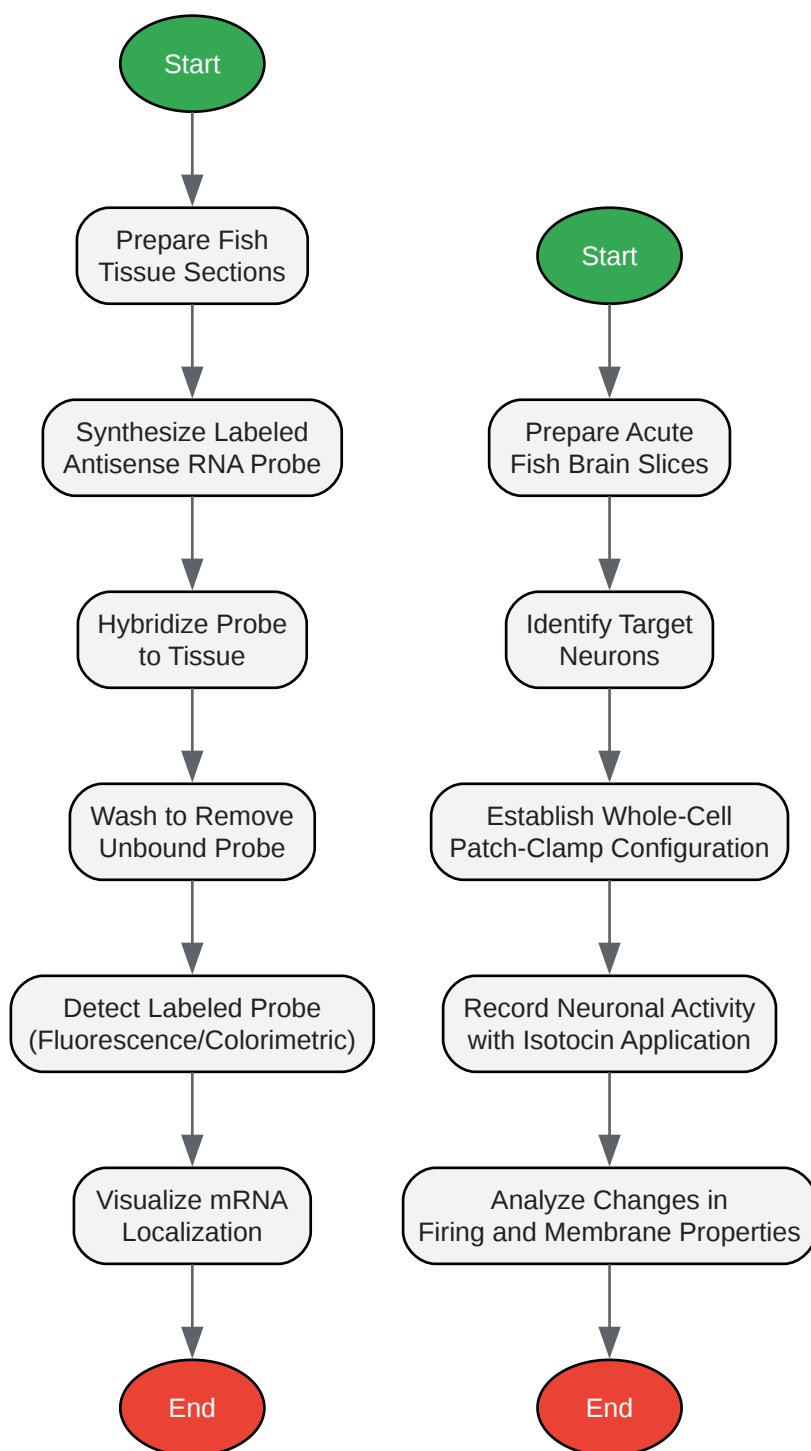 Start
Prepare Fish
Tissue Sections
Synthesize Labeled
Antisense RNA Probe
Hybridize Probe
to Tissue
Wash to Remove
Unbound Probe
Detect Labeled Probe
(Fluorescence/Colorimetric)
Visualize mRNA
Localization
End
Start
Prepare Acute
Fish Brain Slices
Identify Target
Neurons
Establish Whole-Cell
Patch-Clamp Configuration
Record Neuronal Activity
with Isotocin Application
Analyze Changes in
Firing and Membrane Properties
End